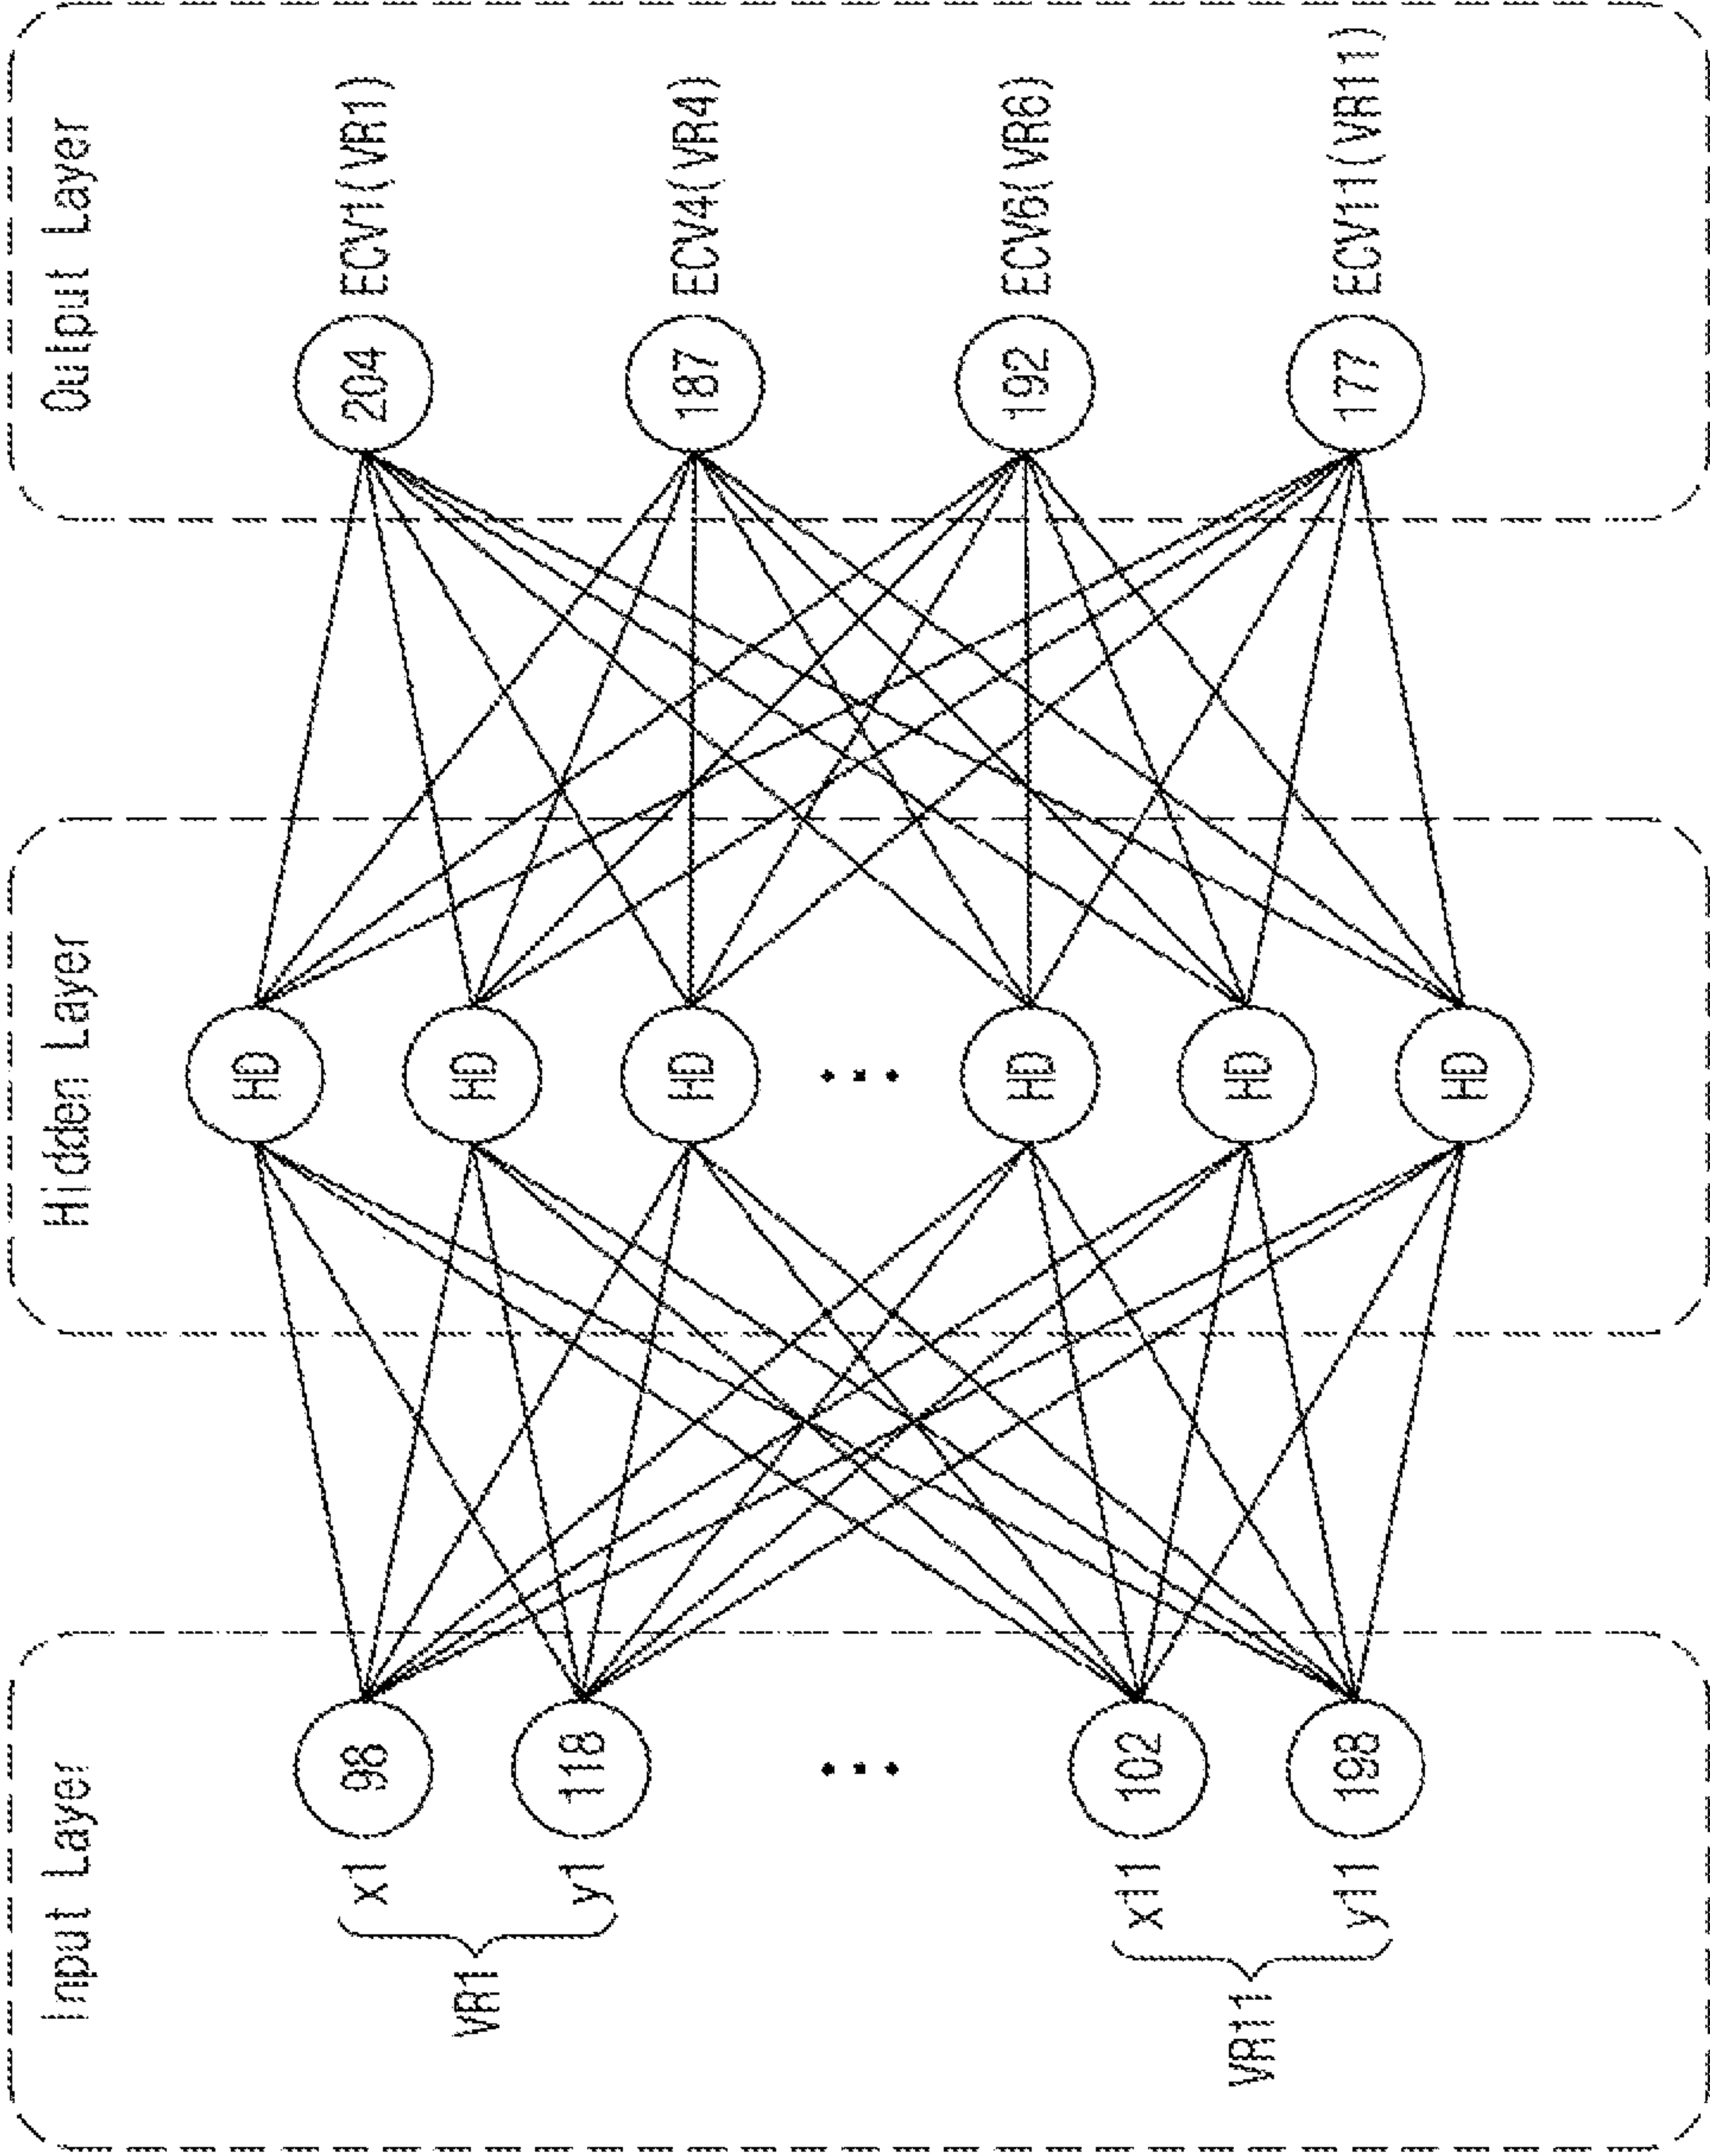 Input Layer
VR1
x1
98
y1
118
VR11
x11
102
y11
198
Hidden Layer
HD
HD
HD
HD
HD
HD
Output Layer
204 ECV1(VR1)
187 ECV4(VR4)
192 ECV6(VR6)
177 ECV11(VR11)